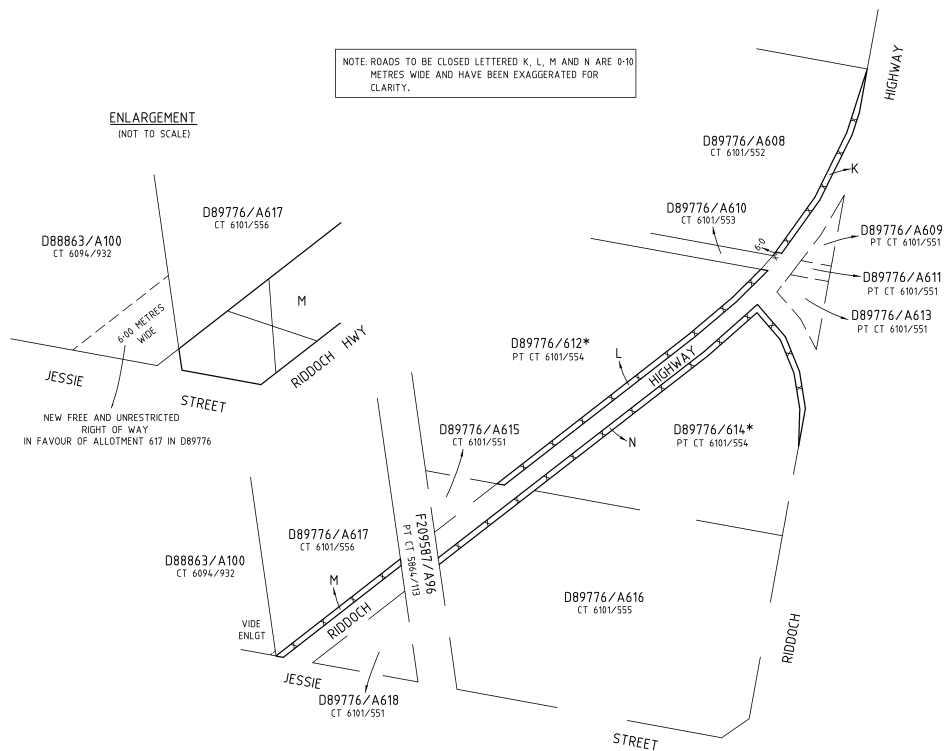 NOTE: ROADS TO BE CLOSED LETTERED K, L, M AND N ARE 0·10
METRES WIDE AND HAVE BEEN EXAGGERATED FOR
CLARITY.
HIGHWAY
ENLARGEMENT
(NOT TO SCALE)
D89776/A608
CT 6101/552
K
D89776/A617
CT 6101/556
D88863/A100
CT 6094/932
M
6·00 METRES
WIDE
RIDDOCH HWY
JESSIE
STREET
NEW FREE AND UNRESTRICTED
RIGHT OF WAY
IN FAVOUR OF ALLOTMENT 617 IN D89776
D89776/A610
CT 6101/553
6·0
D89776/A609
PT CT 6101/551
D89776/A611
PT CT 6101/551
D89776/A613
PT CT 6101/551
D89776/612*
PT CT 6101/554
L
HIGHWAY
D89776/A615
CT 6101/551
D89776/614*
PT CT 6101/554
N
F209587/A96
PT CT 5864/113
D89776/A617
CT 6101/556
D88863/A100
CT 6094/932
M
RIDDOCH
VIDE
ENLGT
D89776/A616
CT 6101/555
RIDDOCH
JESSIE
D89776/A618
CT 6101/551
STREET